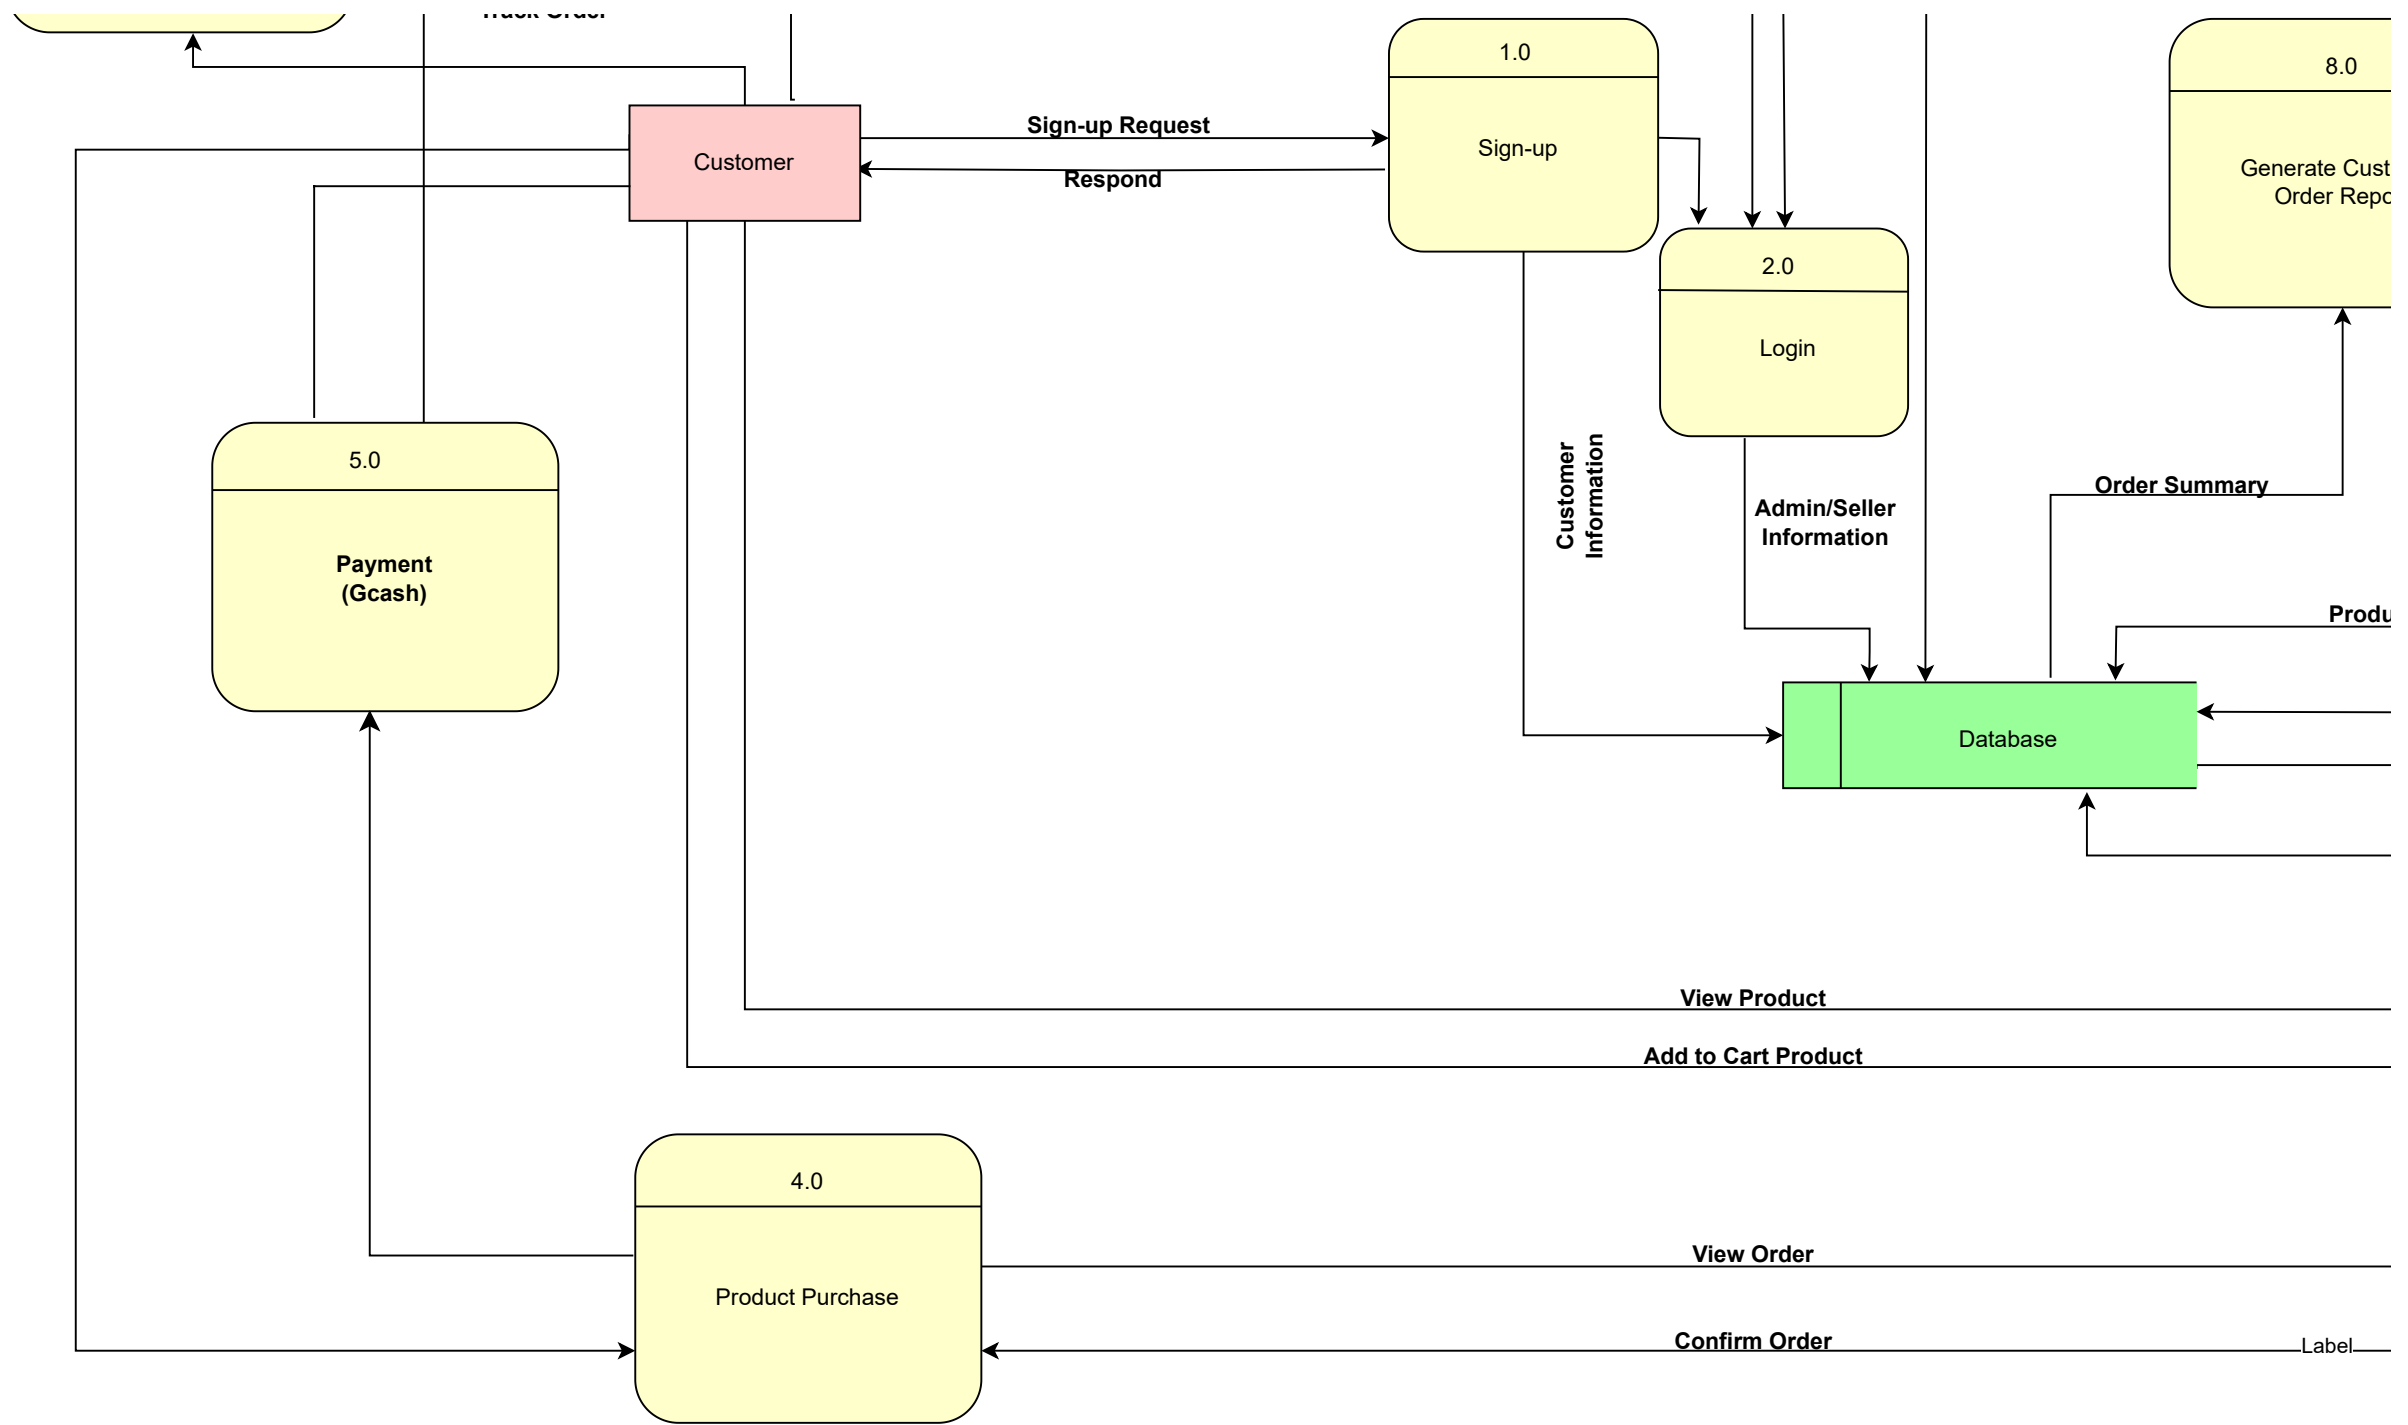 Track Order
1.0
8.0
Sign-up Request
Sign-up
Customer
Respond
Generate Cust
Order Repo
2.0
Login
5.0
Customer
Information
Order Summary
Admin/Seller
Information
Payment
(Gcash)
Produ
Database
View Product
Add to Cart Product
4.0
View Order
Product Purchase
Confirm Order
Label